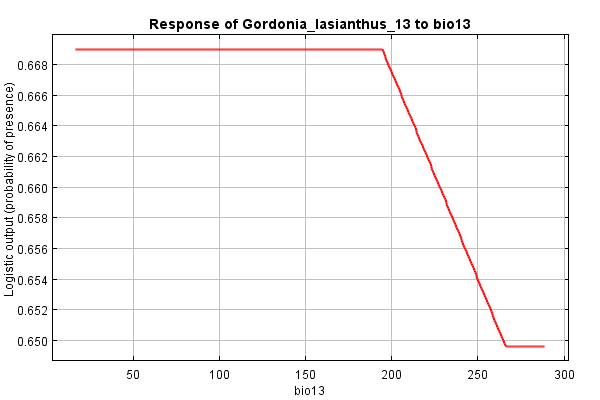 Response of Gordonia_lasianthus_13 to bio13
Logistic output (probability of presence)
0.668
0.666
0.664
0.662
0.660
0.658
0.656
0.654
0.652
0.650
50 100 150 200 250 300
bio13